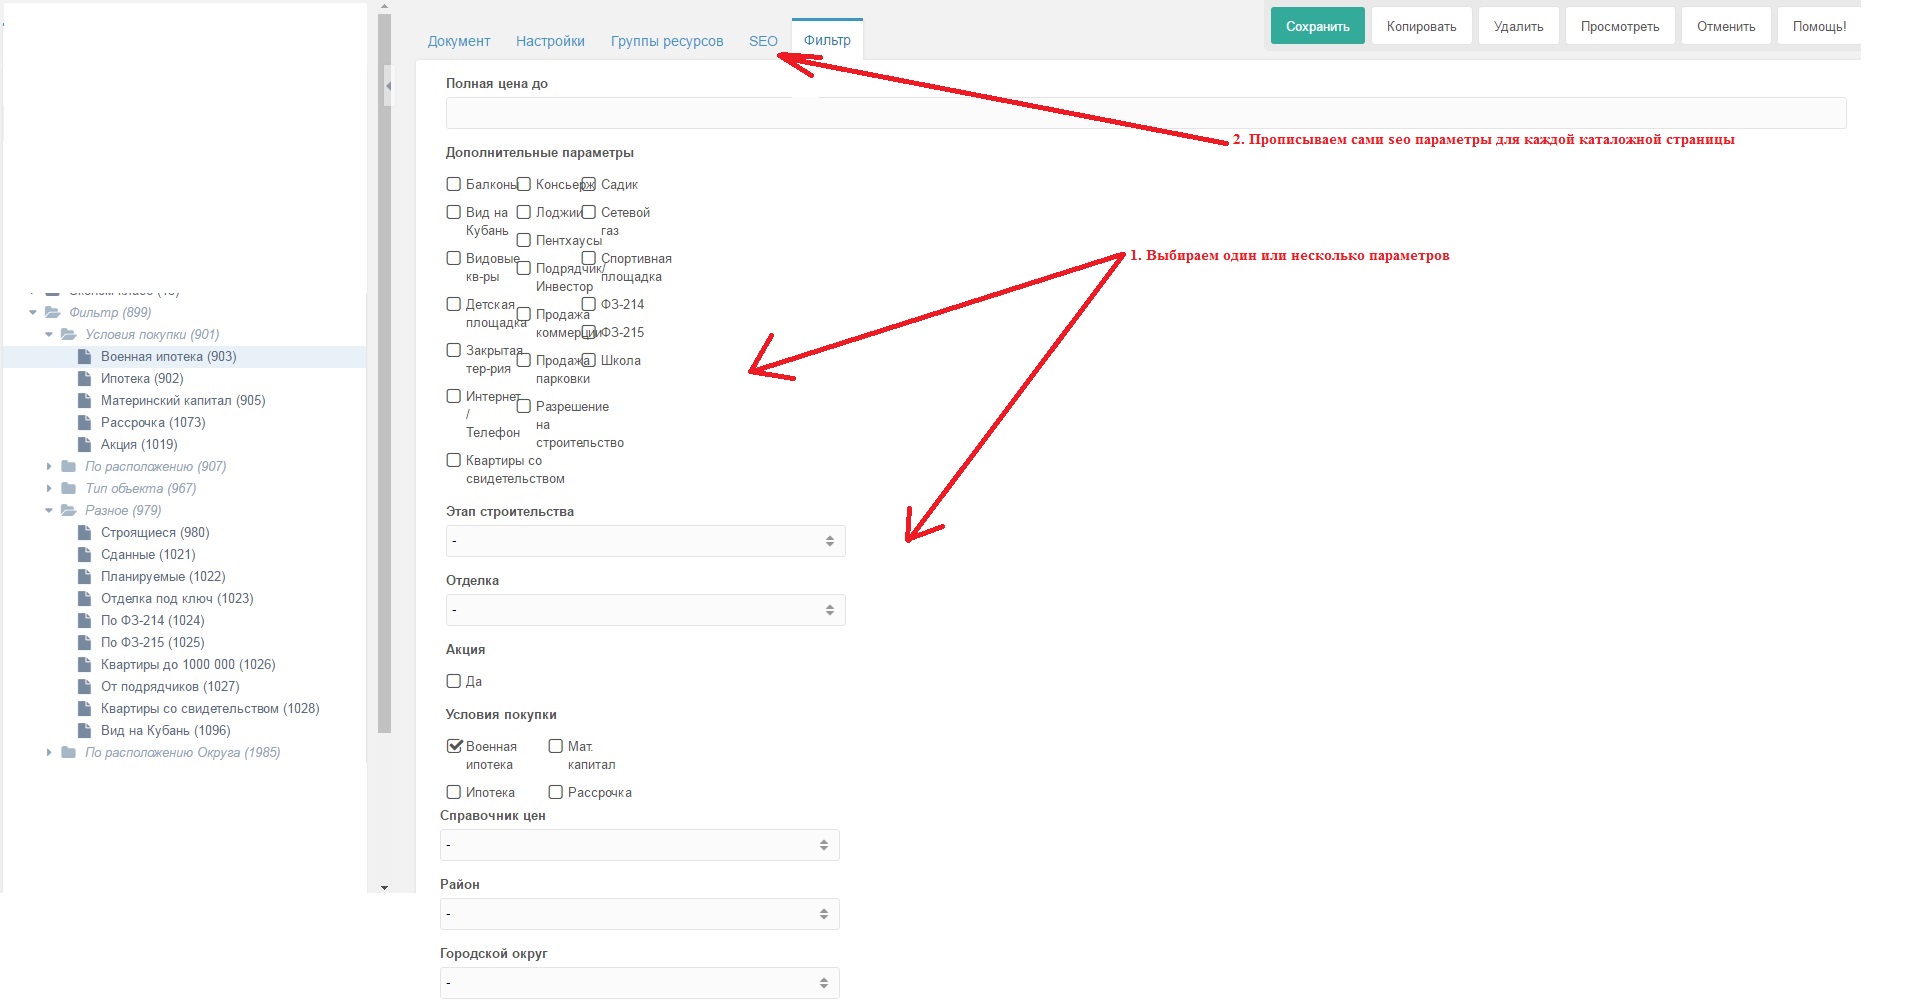 Документ Настройки Группы ресурсов SEO Фильтр
Сохранить Копировать Удалить Просмотреть Отменить Помощь!
Фильтр (899)
Условия покупки (901)
Военная ипотека (903)
Ипотека (902)
Материнский капитал (905)
Рассрочка (1073)
Акция (1019)
По расположению (907)
Тип объекта (967)
Разное (979)
Строящиеся (980)
Сданные (1021)
Планируемые (1022)
Отделка под ключ (1023)
По ФЗ-214 (1024)
По ФЗ-215 (1025)
Квартиры до 1000 000 (1026)
От подрядчиков (1027)
Квартиры со свидетельством (1028)
Вид на Кубань (1096)
По расположению Округа (1985)
Полная цена до
2. Прописываем сами seo параметры для каждой каталожной страницы
Дополнительные параметры
Балконы
Вид на
Кубань
Видовые
кв-ры
Детская
площадка
Закрытая
тер-рия
Интернет
/
Телефон
Квартиры со
свидетельством
Консьерж
Лоджии
Пентхаусы
Подрядчик/
Инвестор
Продажа
коммерции
Продажа
парковки
Разрешение
на
строительство
Садик
Сетевой
газ
Спортивная
площадка
ФЗ-214
ФЗ-215
Школа
1. Выбираем один или несколько параметров
Этап строительства
-
Отделка
-
Акция
Да
Условия покупки
Военная
ипотека
Ипотека
Мат.
капитал
Рассрочка
Справочник цен
-
Район
-
Городской округ
-